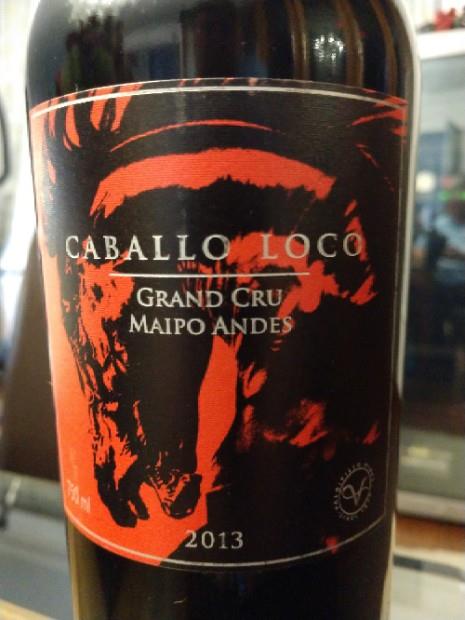 CABALLO LOCO
GRAND CRU
MAIPO ANDES
750 ml
2013